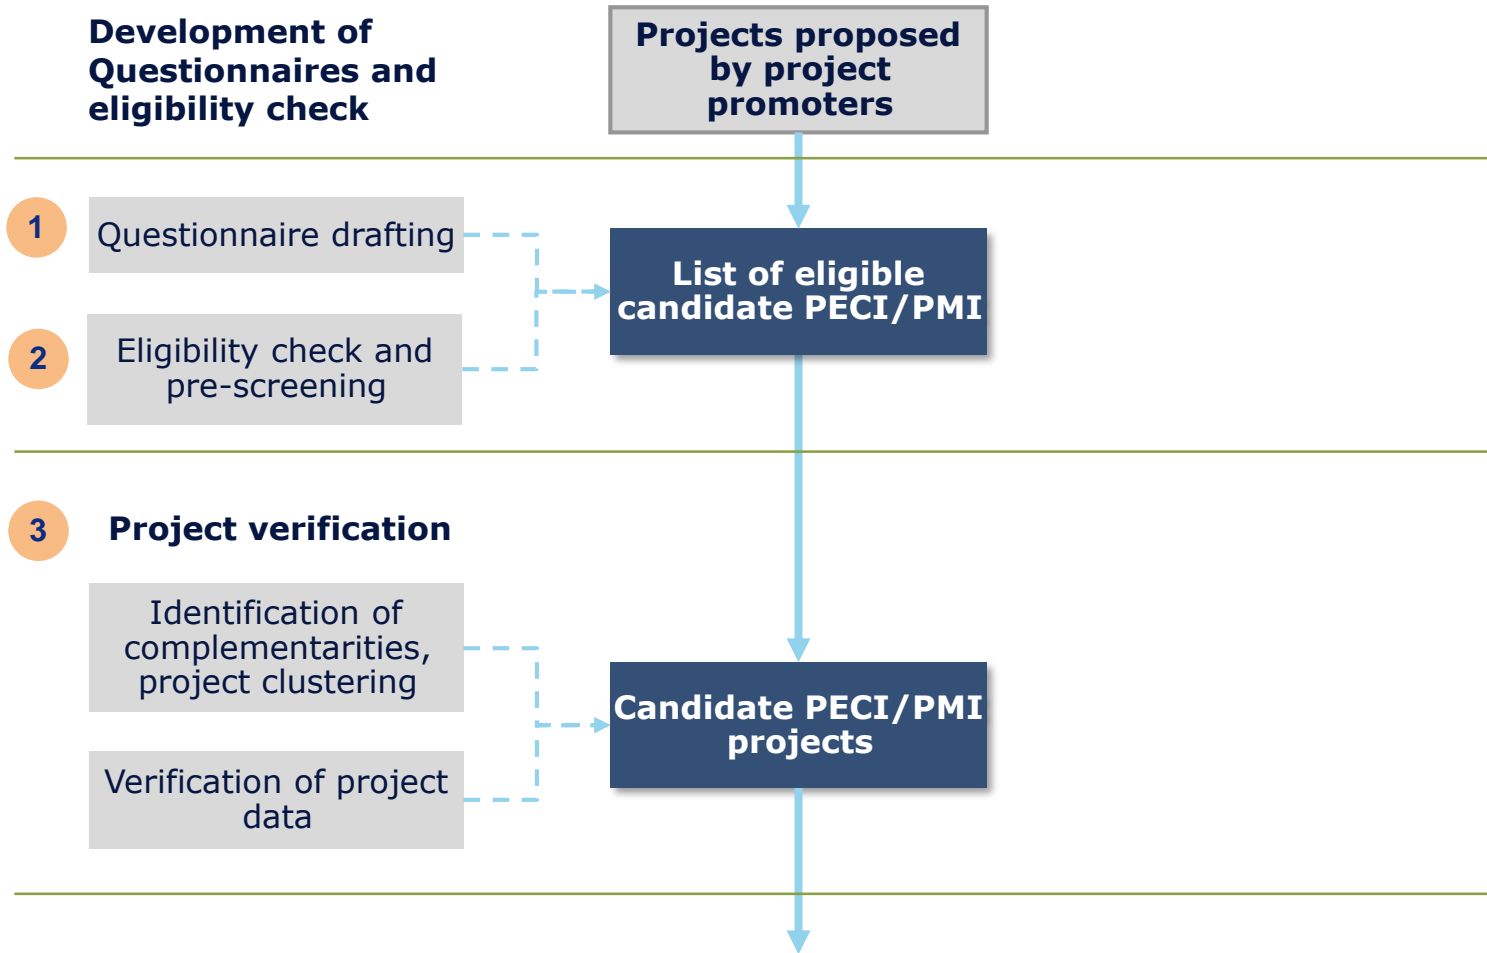 Development of
Questionnaires and
eligibility check
Projects proposed
by project
promoters
1
Questionnaire drafting
List of eligible
candidate PECI/PMI
2
Eligibility check and
pre-screening
3
Project verification
Identification of
complementarities,
project clustering
Candidate PECI/PMI
projects
Verification of project
data